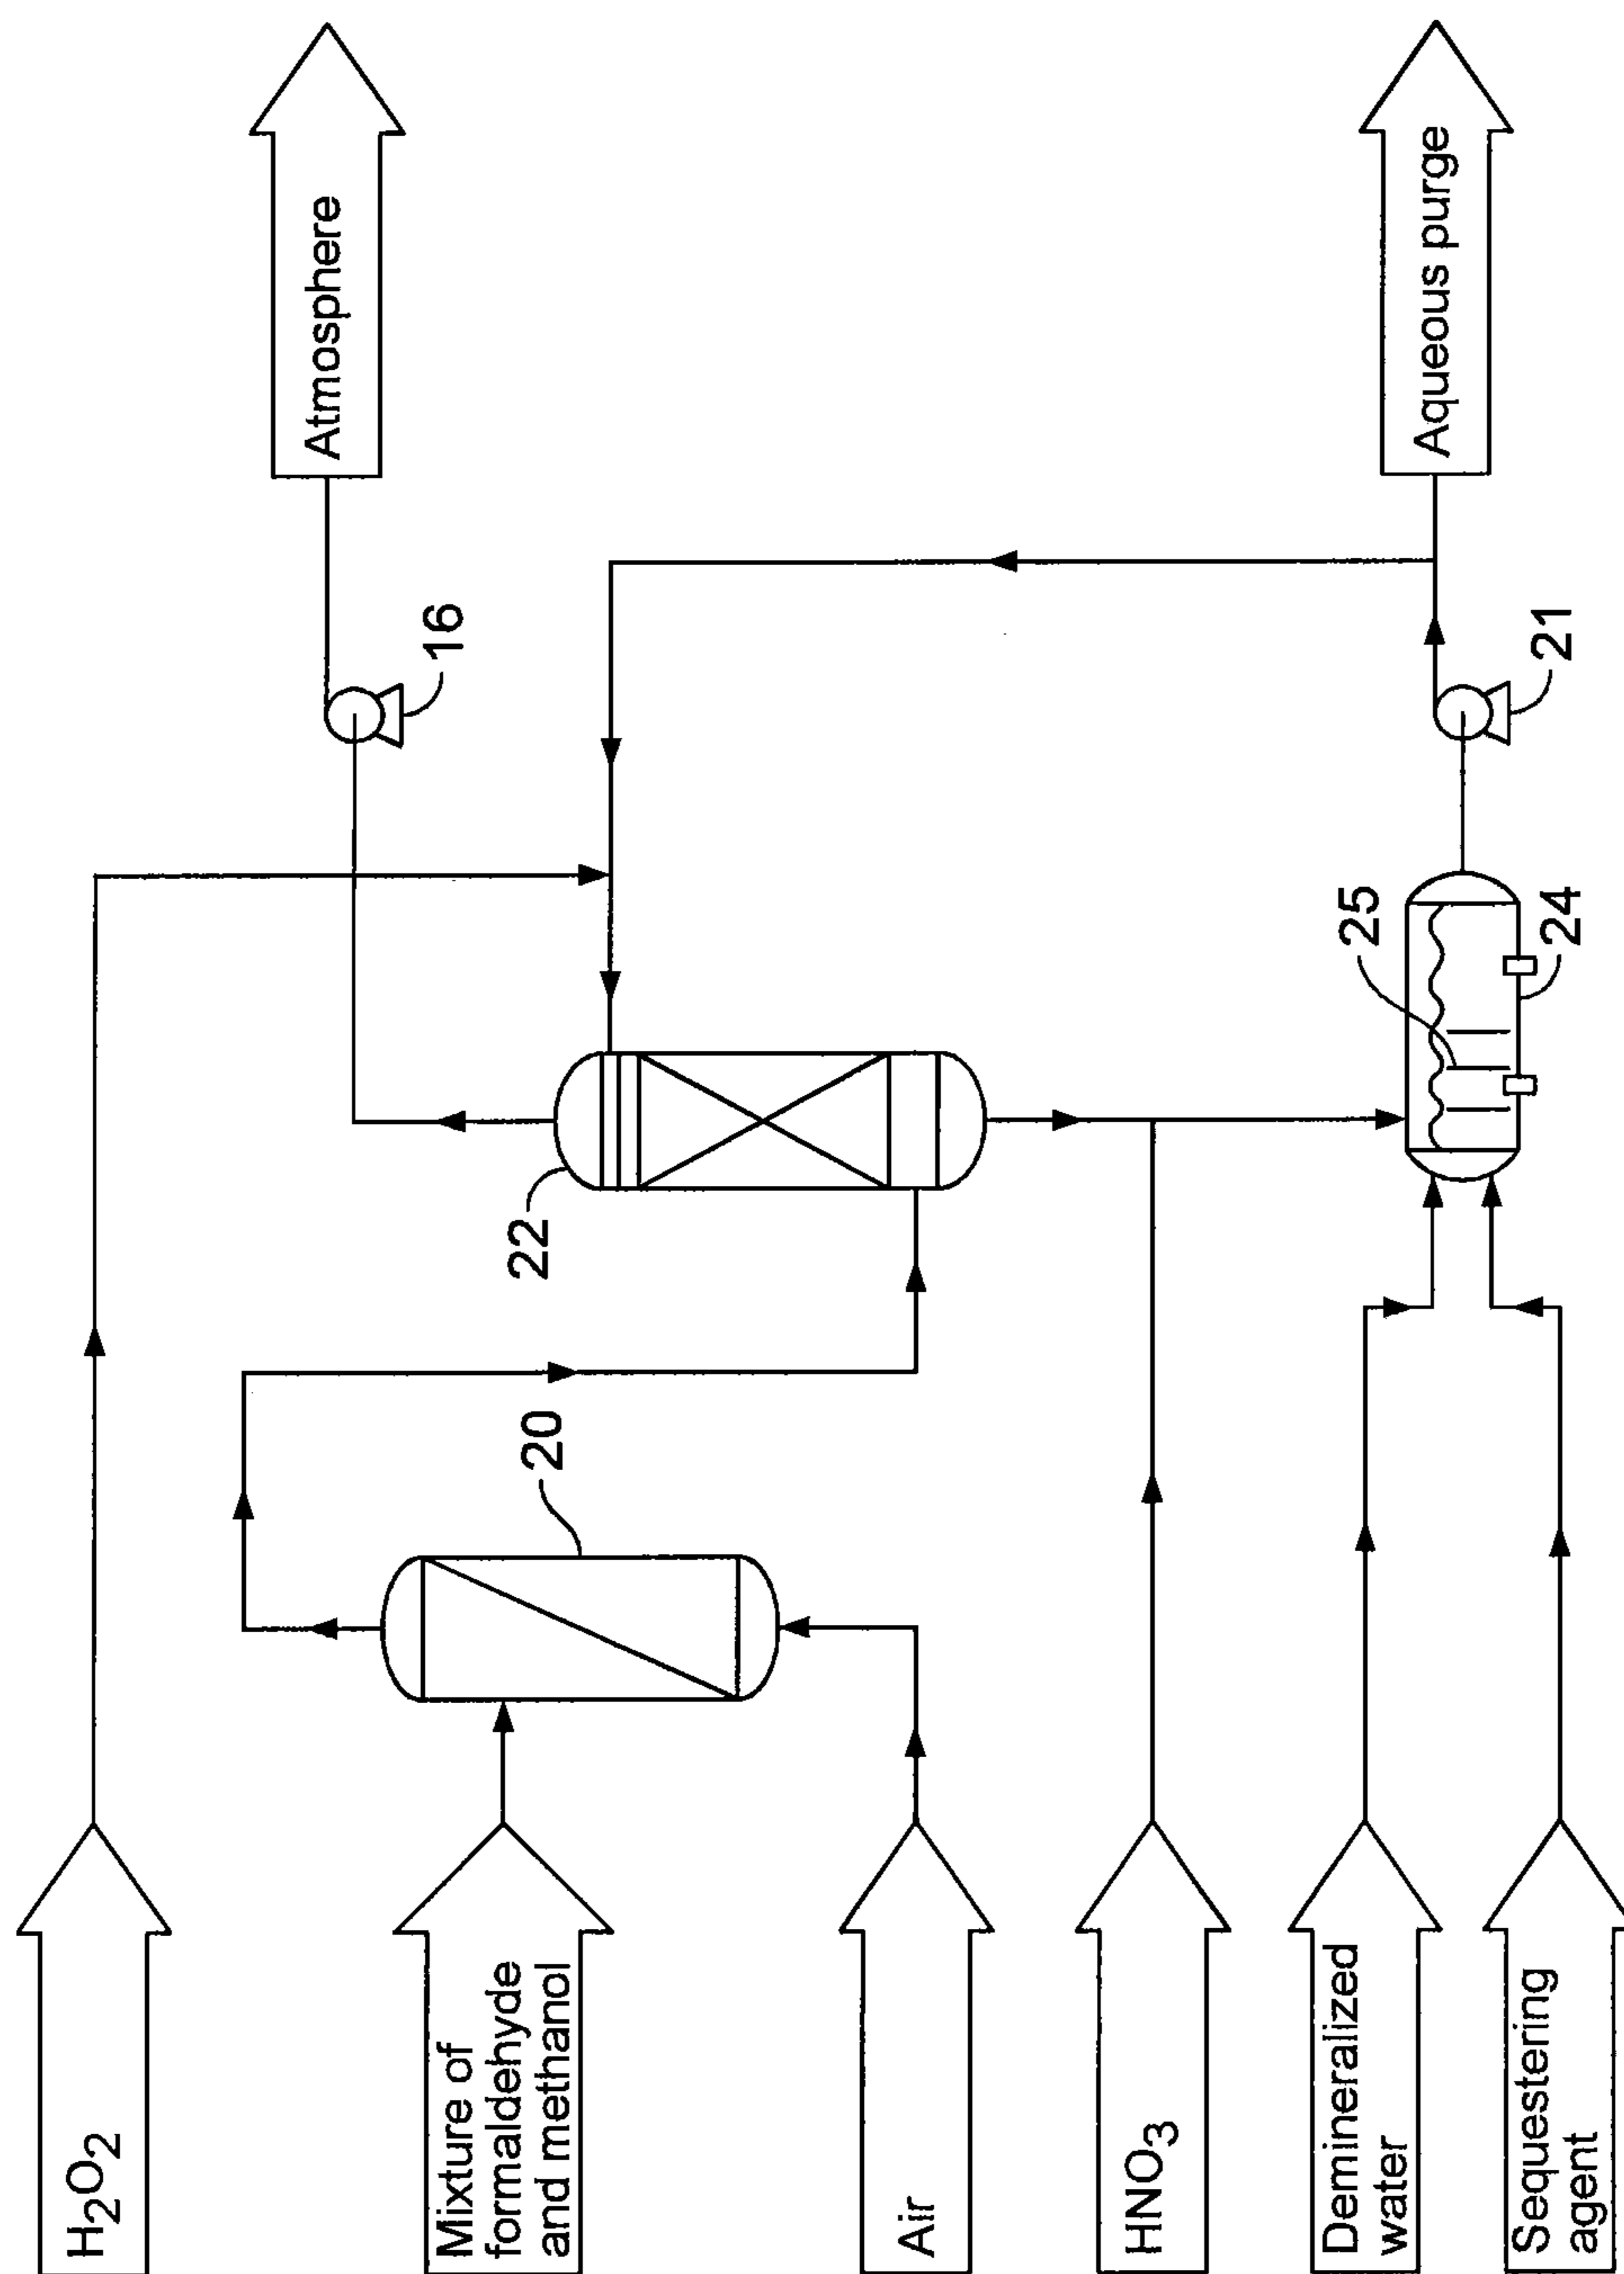 H2O2
Mixture of
formaldehyde
and methanol
Air
HNO3
Demineralized
water
Sequestering
agent
20
22
25
24
16
21
Atmosphere
Aqueous purge